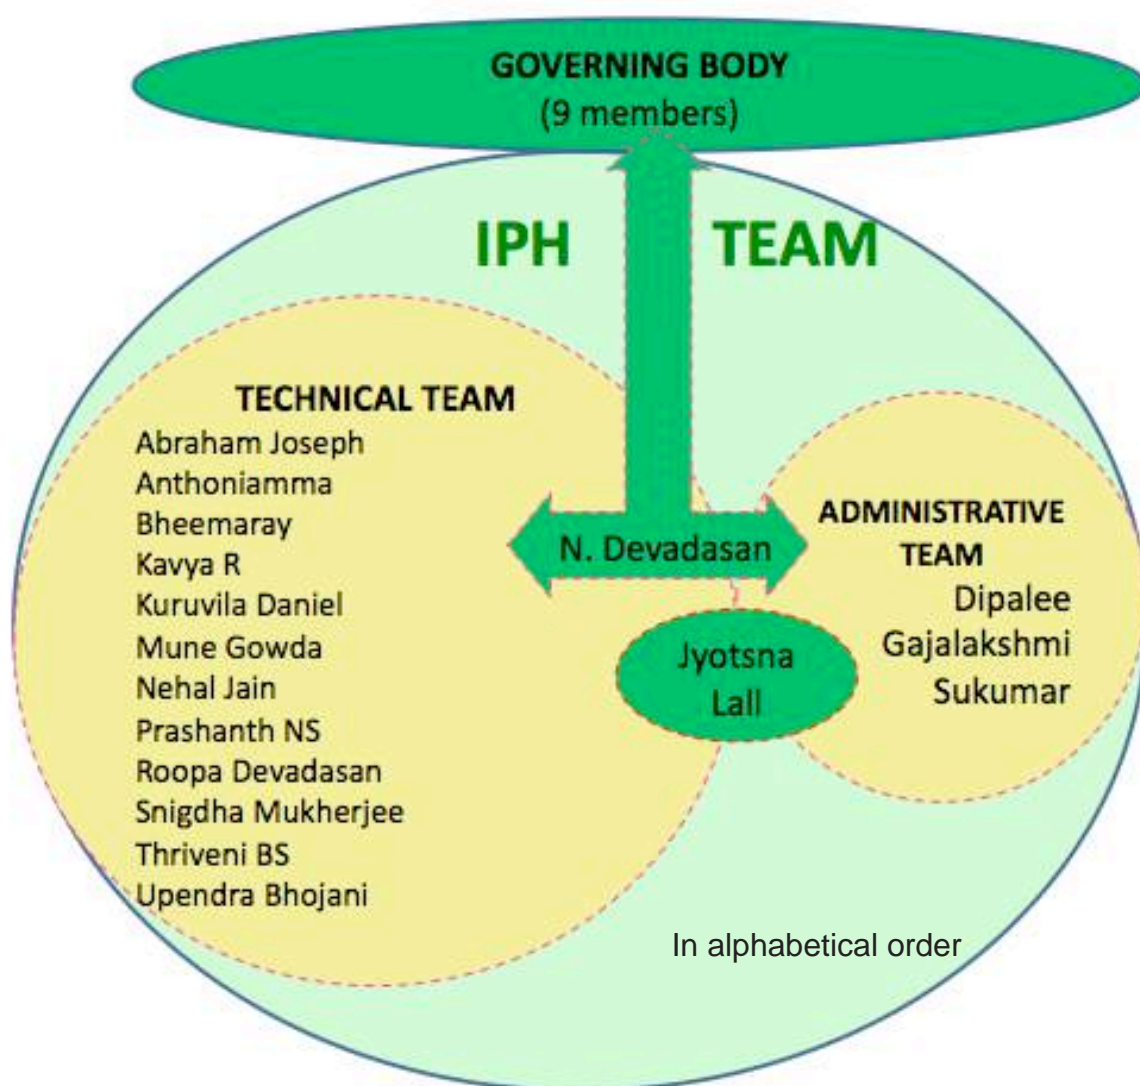 GOVERNING BODY
(9 members)
IPH TEAM
TECHNICAL TEAM
Abraham Joseph
Anthoniamma
Bheemaray
Kavya R
Kuruvila Daniel
Mune Gowda
Nehal Jain
Prashanth NS
Roopa Devadasan
Snigdha Mukherjee
Thriveni BS
Upendra Bhojani
N. Devadasan
Jyotsna
Lall
ADMINISTRATIVE
TEAM
Dipalee
Gajalakshmi
Sukumar
In alphabetical order